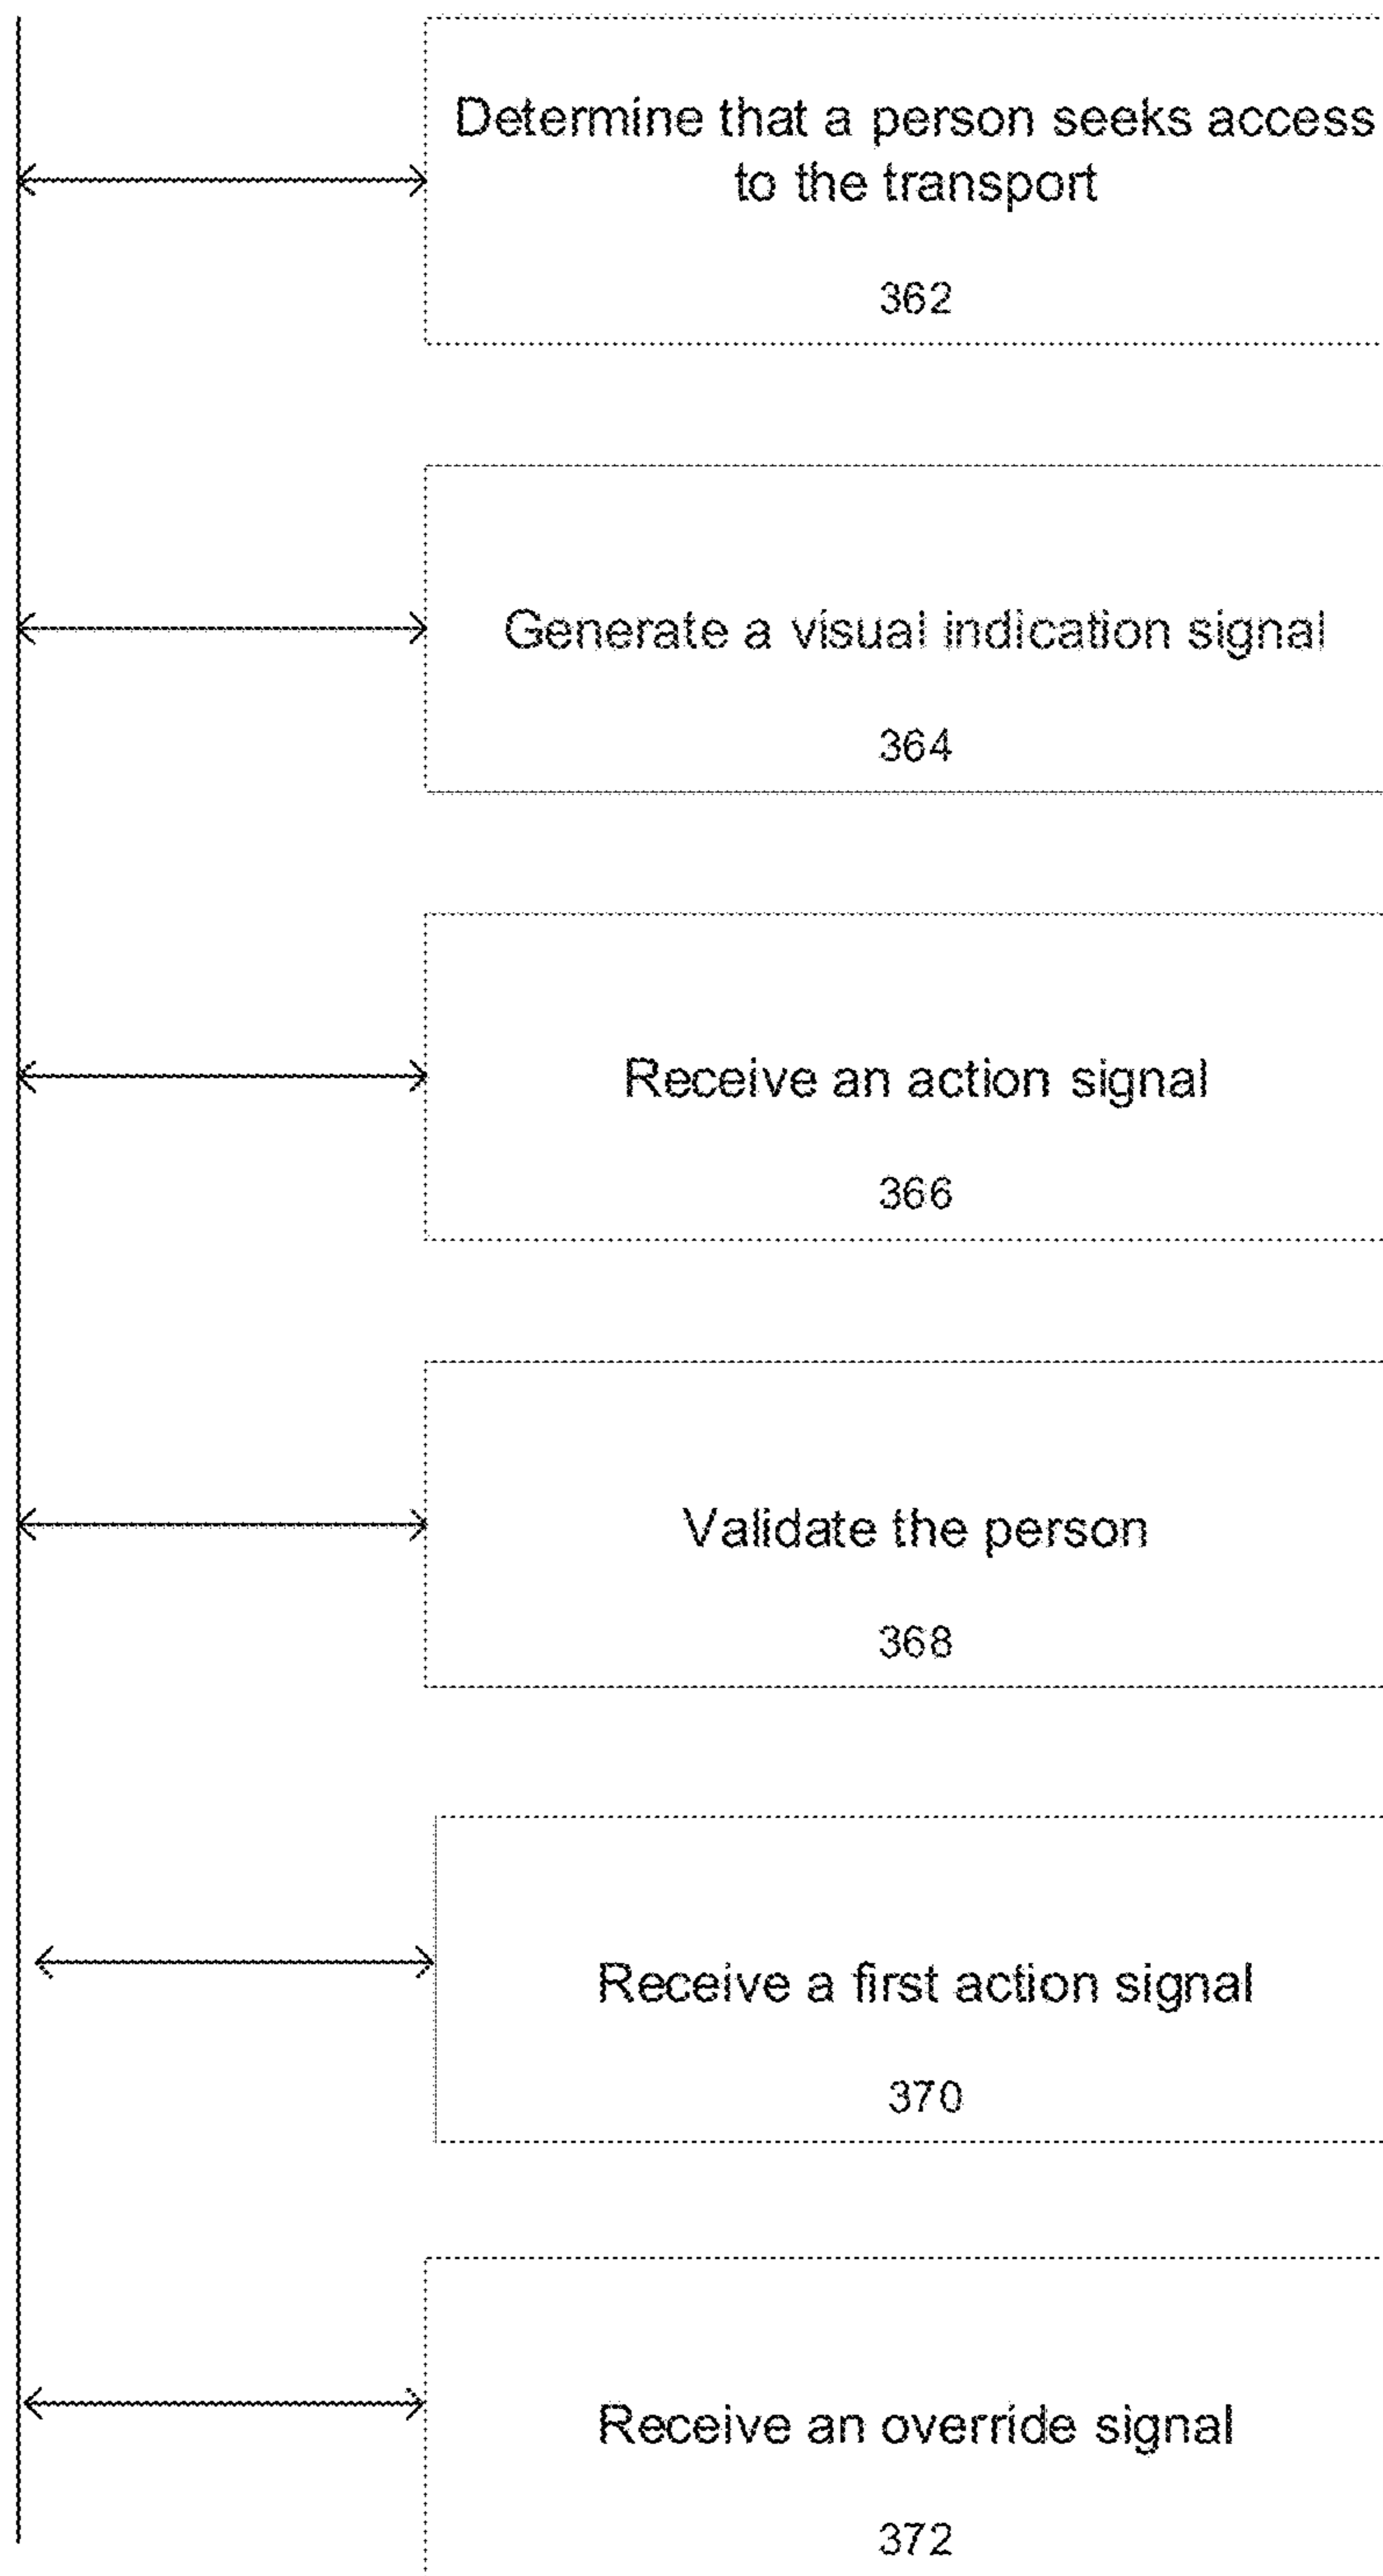 Determine that a person seeks access
to the transport
362
Generate a visual indication signal
364
Receive an action signal
366
Validate the person
368
Receive a first action signal
370
Receive an override signal
372